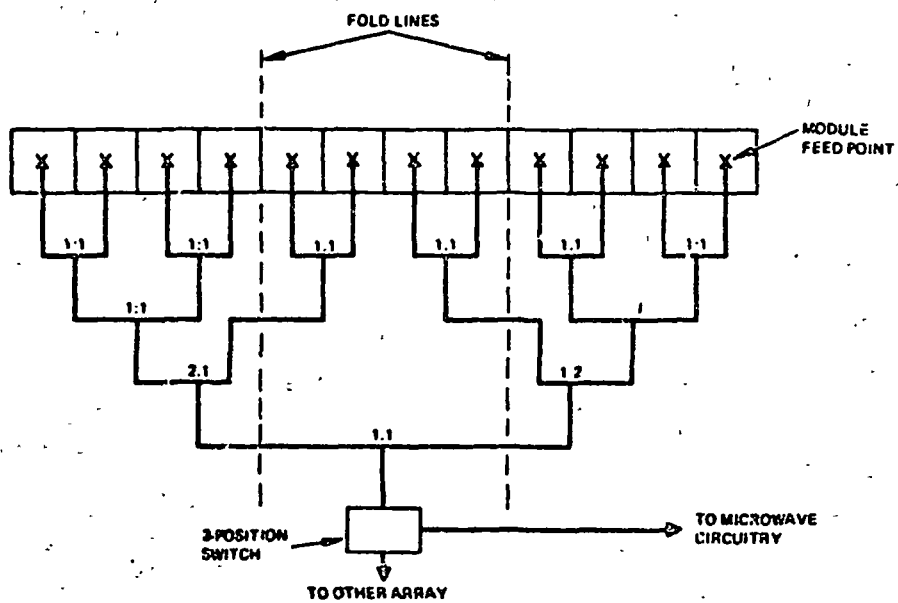 FOLD LINES
MODULE
FEED POINT
1:1
1:1
1.1
1.1
1.1
1:1
1:1
/
2.1
1 2
1.1
3-POSITION
SWITCH
TO MICROWAVE
CIRCUITRY
TO OTHER ARRAY